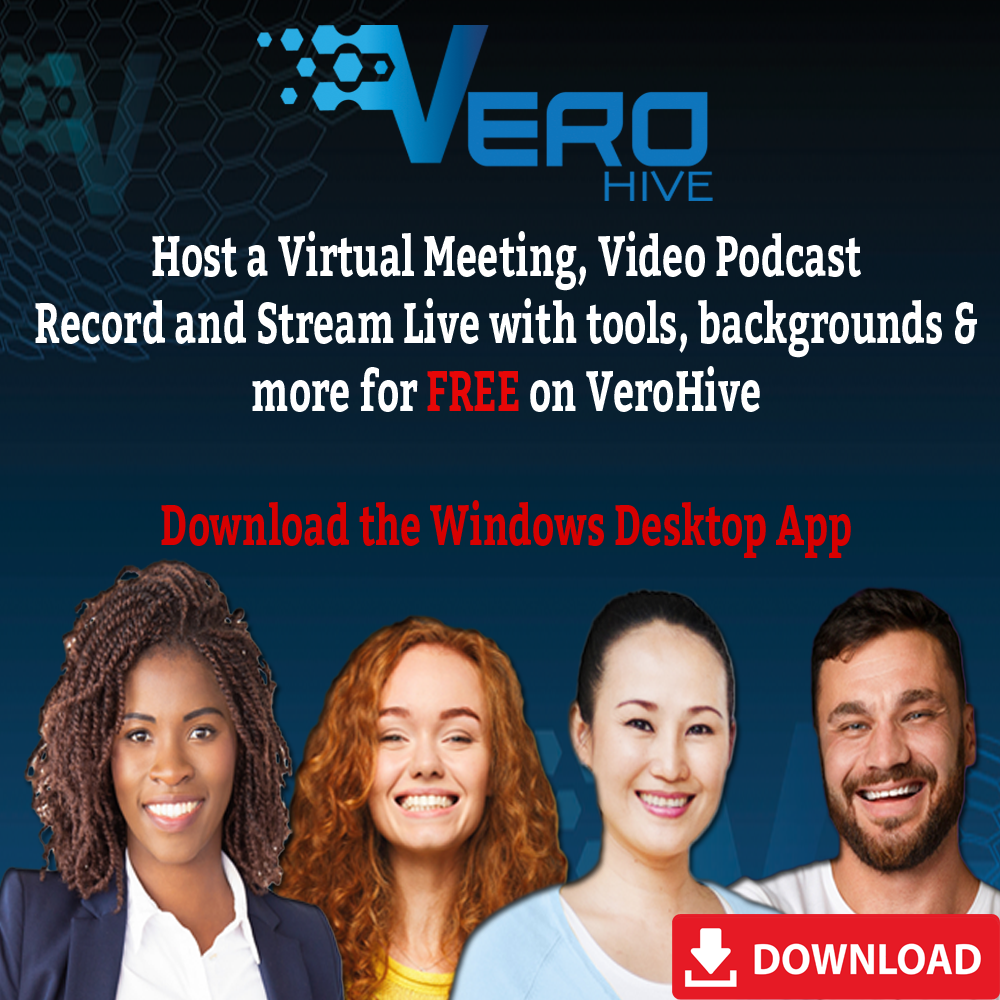 VERO
HIVE
Host a Virtual Meeting, Video Podcast
Record and Stream Live with tools, backgrounds &
more for FREE on VeroHive
Download the Windows Desktop App
DOWNLOAD